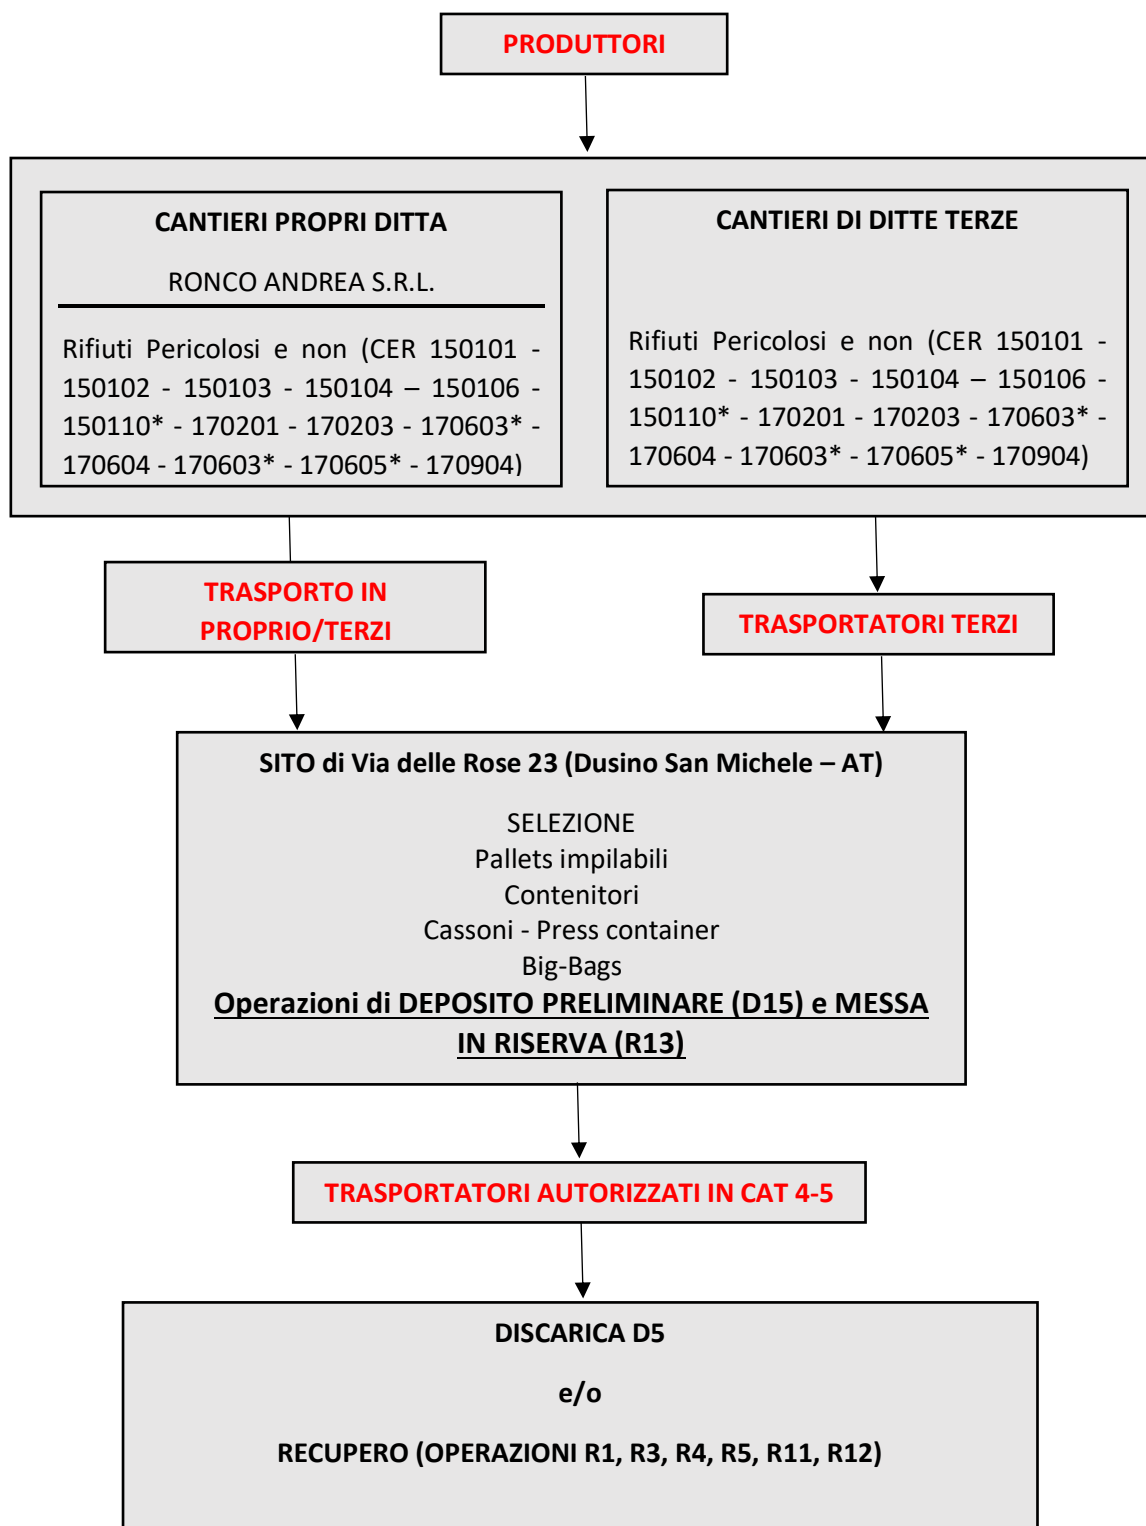 PRODUTTORI
CANTIERI PROPRI DITTA
RONCO ANDREA S.R.L.
Rifiuti Pericolosi e non (CER 150101 -
150102 - 150103 - 150104 – 150106 -
150110* - 170201 - 170203 - 170603* -
170604 - 170603* - 170605* - 170904)
CANTIERI DI DITTE TERZE
Rifiuti Pericolosi e non (CER 150101 -
150102 - 150103 - 150104 – 150106 -
150110* - 170201 - 170203 - 170603* -
170604 - 170603* - 170605* - 170904)
TRASPORTO IN
PROPRIO/TERZI
TRASPORTATORI TERZI
SITO di Via delle Rose 23 (Dusino San Michele – AT)
SELEZIONE
Pallets impilabili
Contenitori
Cassoni - Press container
Big-Bags
Operazioni di DEPOSITO PRELIMINARE (D15) e MESSA
IN RISERVA (R13)
TRASPORTATORI AUTORIZZATI IN CAT 4-5
DISCARICA D5
e/o
RECUPERO (OPERAZIONI R1, R3, R4, R5, R11, R12)